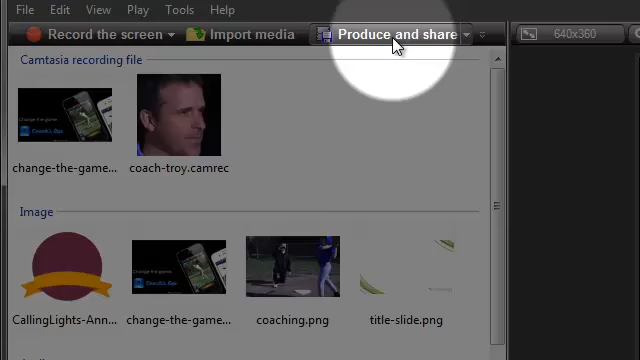 File Edit View Play Tools Help
Record the screen Import media Produce and share 640x360
Camtasia recording file
change-the-game... coach-troy.camrec
Image
CallingLights-Ann... change-the-game... coaching.png title-slide.png